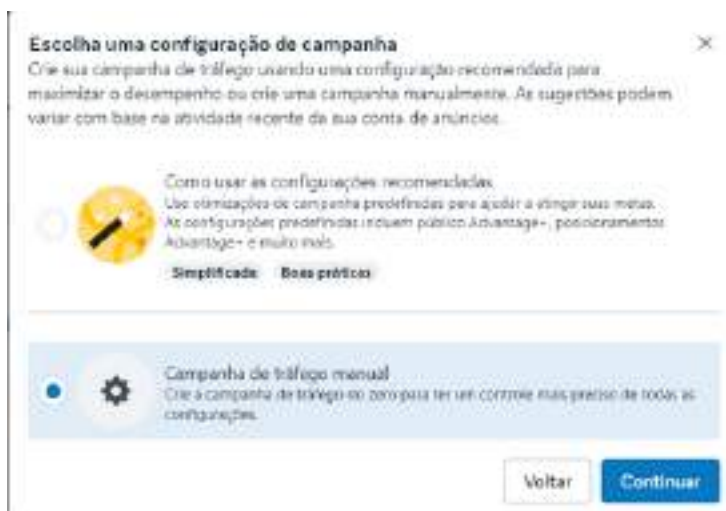 Escolha uma configuração de campanha
Crie sua campanha de tráfego usando uma configuração recomendada para
maximizar o desempenho ou crie uma campanha manualmente. As sugestões podem
variar com base na atividade recente da sua conta de anúncios.
Como usar as configurações recomendadas
Use otimizações de campanha predefinidas para ajudar a atingir suas metas.
As configurações predefinidas incluem público Advantage+, posicionamentos
Advantage+ e muito mais.
Simplificada Boas práticas
Campanha de tráfego manual
Crie a campanha de tráfego do zero para ter um controle mais preciso de todas as
configurações.
Voltar Continuar